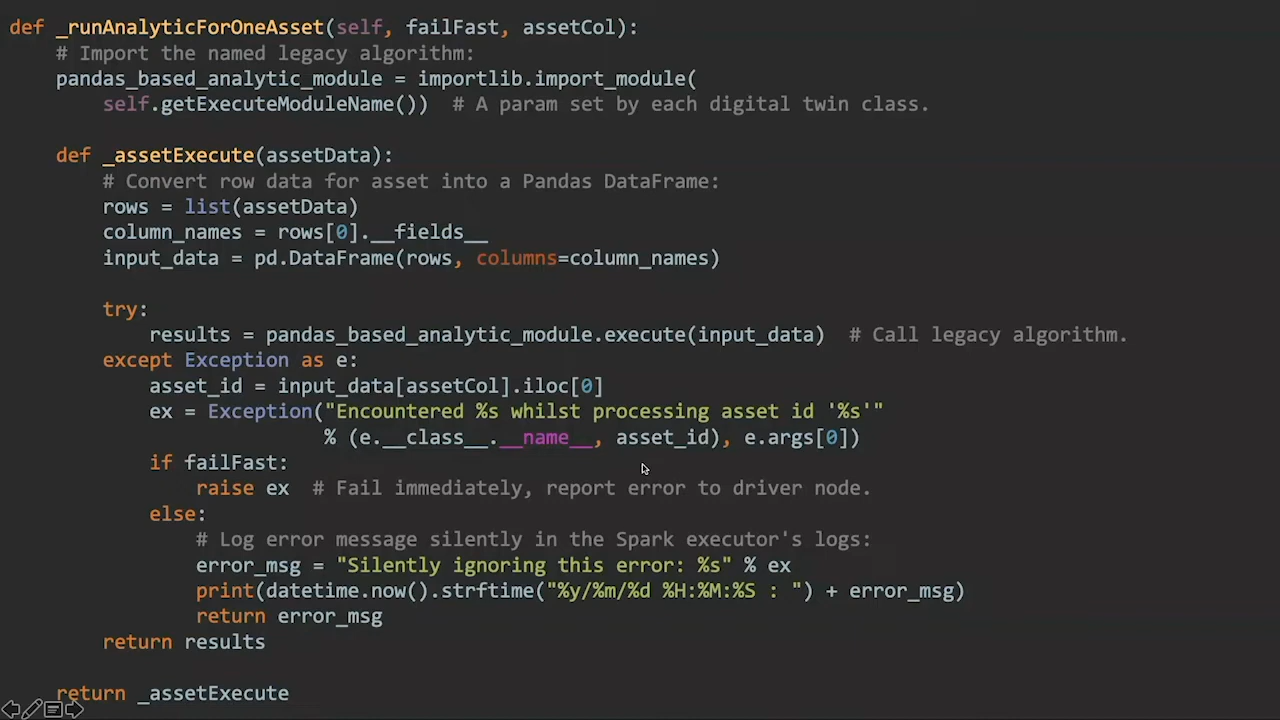 def _runAnalyticForOneAsset(self, failFast, assetCol):
    # Import the named legacy algorithm:
    pandas_based_analytic_module = importlib.import_module(
        self.getExecuteModuleName())  # A param set by each digital twin class.

    def _assetExecute(assetData):
        # Convert row data for asset into a Pandas DataFrame:
        rows = list(assetData)
        column_names = rows[0].__fields__
        input_data = pd.DataFrame(rows, columns=column_names)

        try:
            results = pandas_based_analytic_module.execute(input_data)  # Call legacy algorithm.
        except Exception as e:
            asset_id = input_data[assetCol].iloc[0]
            ex = Exception("Encountered %s whilst processing asset id '%s'"
                           % (e.__class__.__name__, asset_id), e.args[0])
            if failFast:
                raise ex  # Fail immediately, report error to driver node.
            else:
                # Log error message silently in the Spark executor's logs:
                error_msg = "Silently ignoring this error: %s" % ex
                print(datetime.now().strftime("%y/%m/%d %H:%M:%S : ") + error_msg)
                return error_msg
        return results

    return _assetExecute